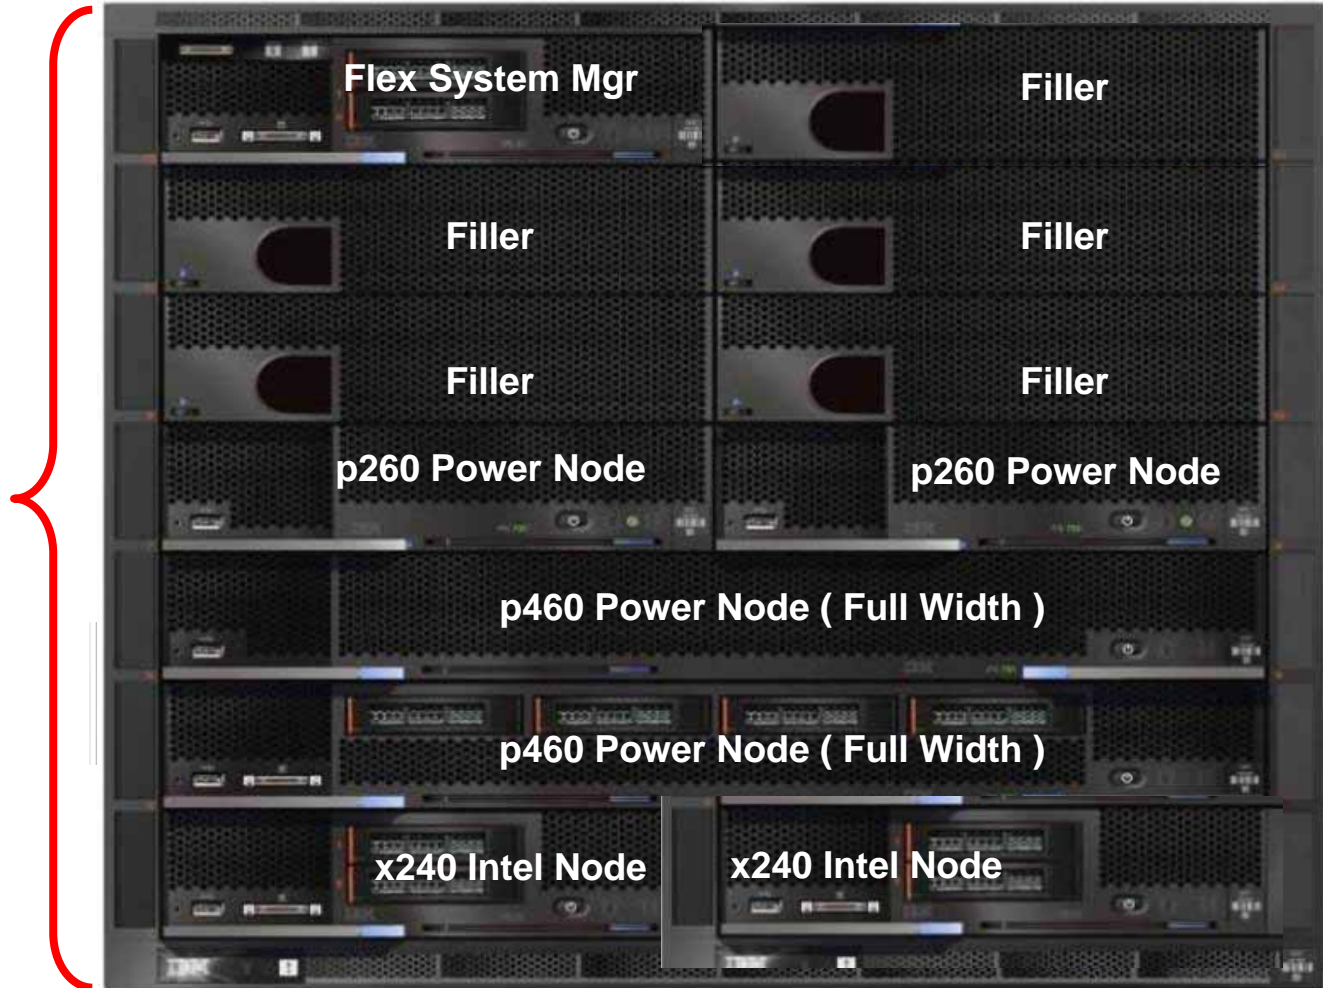 Flex System Mgr
Filler
Filler
Filler
Filler
Filler
p260 Power Node
p260 Power Node
p460 Power Node ( Full Width )
p460 Power Node ( Full Width )
x240 Intel Node
x240 Intel Node
IBM